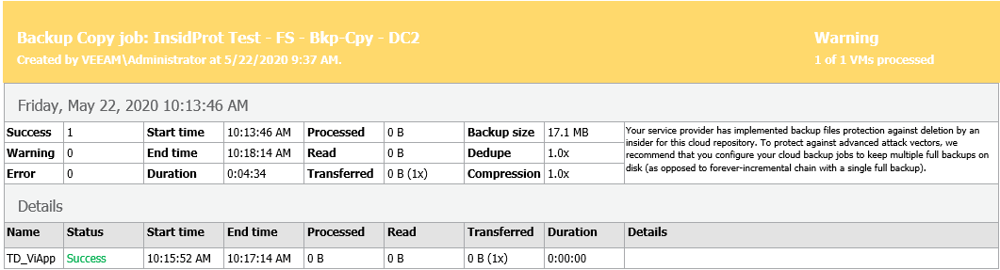 Backup Copy job: InsidProt Test - FS - Bkp-Cpy - DC2 Warning
Created by VEEAM\Administrator at 5/22/2020 9:37 AM. 1 of 1 VMs processed
Friday, May 22, 2020 10:13:46 AM
Success 1 Start time 10:13:46 AM Processed 0 B Backup size 17.1 MB
Warning 0 End time 10:18:14 AM Read 0 B Dedupe 1.0x
Error 0 Duration 0:04:34 Transferred 0 B (1x) Compression 1.0x
Your service provider has implemented backup files protection against deletion by an
insider for this cloud repository. To protect against advanced attack vectors, we
recommend that you configure your cloud backup jobs to keep multiple full backups on
disk (as opposed to forever-incremental chain with a single full backup).
Details
Name Status Start time End time Processed Read Transferred Duration Details
TD_ViApp Success 10:15:52 AM 10:17:14 AM 0 B 0 B 0 B (1x) 0:00:00